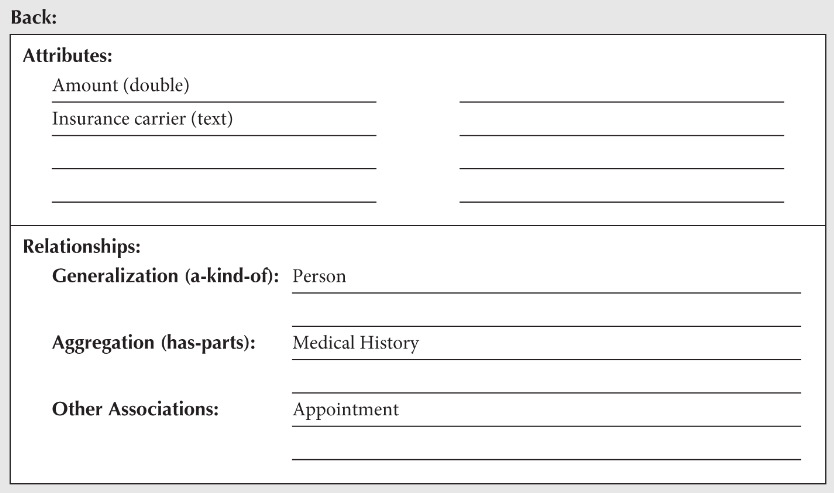 Back:
Attributes:
Amount (double)
Insurance carrier (text)
Relationships:
Generalization (a-kind-of): Person
Aggregation (has-parts): Medical History
Other Associations: Appointment